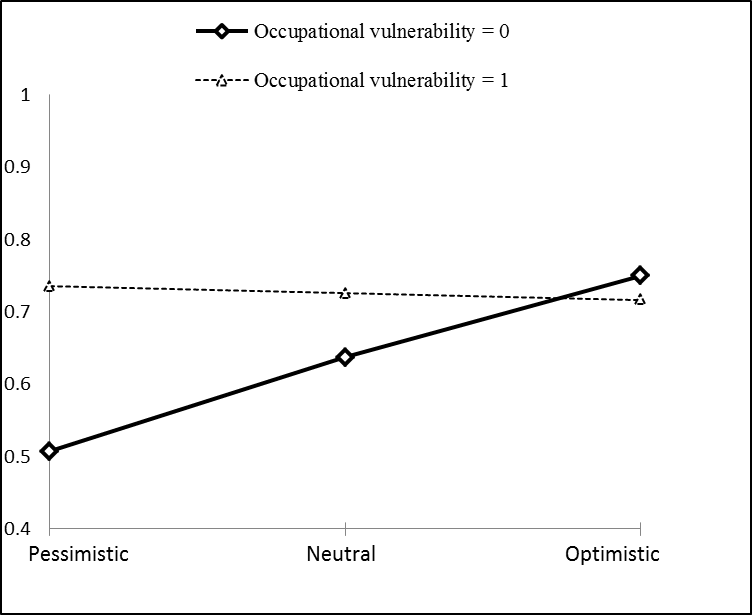 Occupational vulnerability = 0
Occupational vulnerability = 1
1
0.9
0.8
0.7
0.6
0.5
0.4
Pessimistic Neutral Optimistic